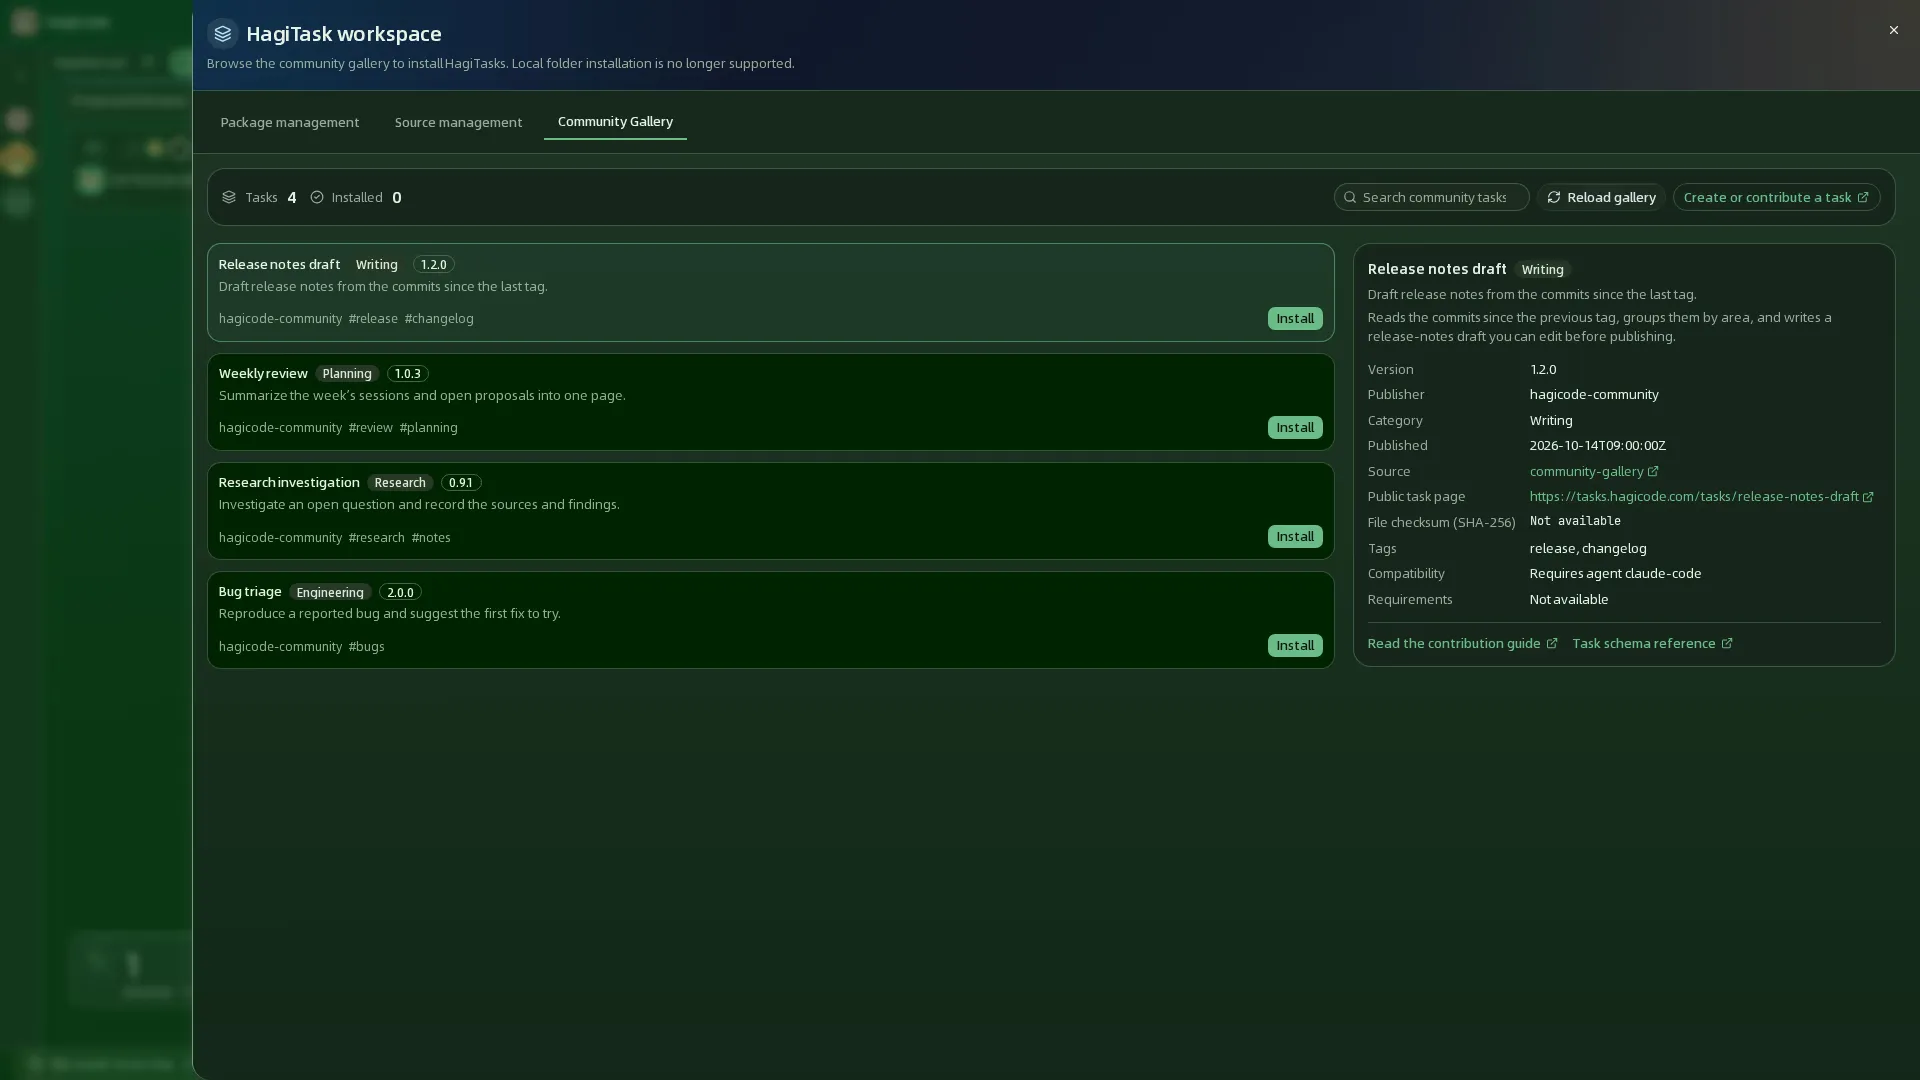 HagiTask workspace
Browse the community gallery to install HagiTasks. Local folder installation is no longer supported.
Package management
Source management
Community Gallery
Tasks 4 Installed 0
Search community tasks
Reload gallery
Create or contribute a task
Release notes draft Writing 1.2.0
Draft release notes from the commits since the last tag.
hagicode-community #release #changelog
Install
Weekly review Planning 1.0.3
Summarize the week's sessions and open proposals into one page.
hagicode-community #review #planning
Install
Research investigation Research 0.9.1
Investigate an open question and record the sources and findings.
hagicode-community #research #notes
Install
Bug triage Engineering 2.0.0
Reproduce a reported bug and suggest the first fix to try.
hagicode-community #bugs
Install
Release notes draft Writing
Draft release notes from the commits since the last tag.
Reads the commits since the previous tag, groups them by area, and writes a
release-notes draft you can edit before publishing.
Version 1.2.0
Publisher hagicode-community
Category Writing
Published 2026-10-14T09:00:00Z
Source community-gallery
Public task page https://tasks.hagicode.com/tasks/release-notes-draft
File checksum (SHA-256) Not available
Tags release, changelog
Compatibility Requires agent claude-code
Requirements Not available
Read the contribution guide Task schema reference